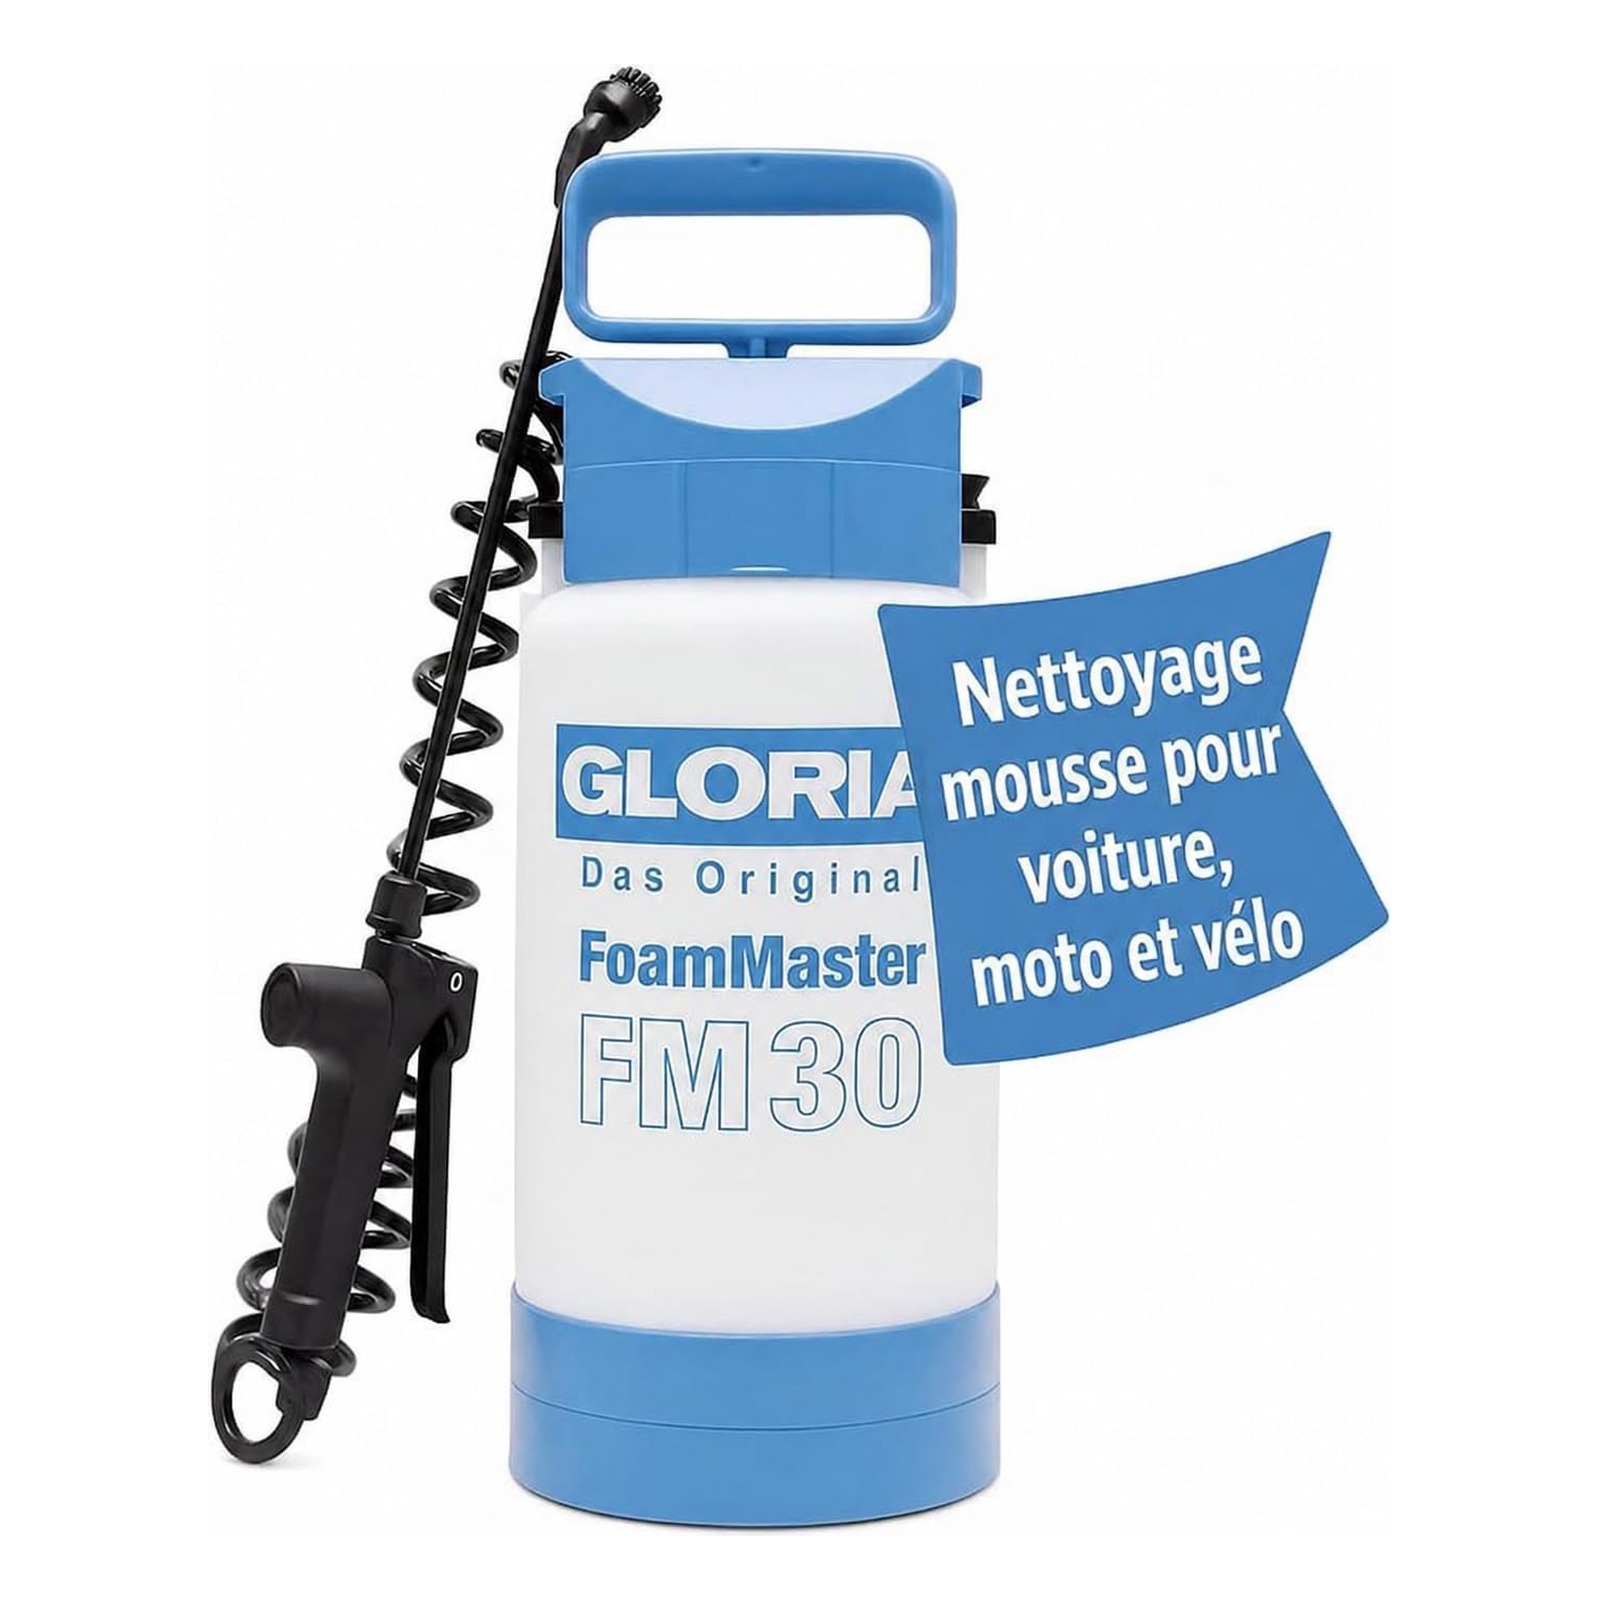 GLORIA
Das Original
FoamMaster
FM 30
Nettoyage
mousse pour
voiture,
moto et vélo
O